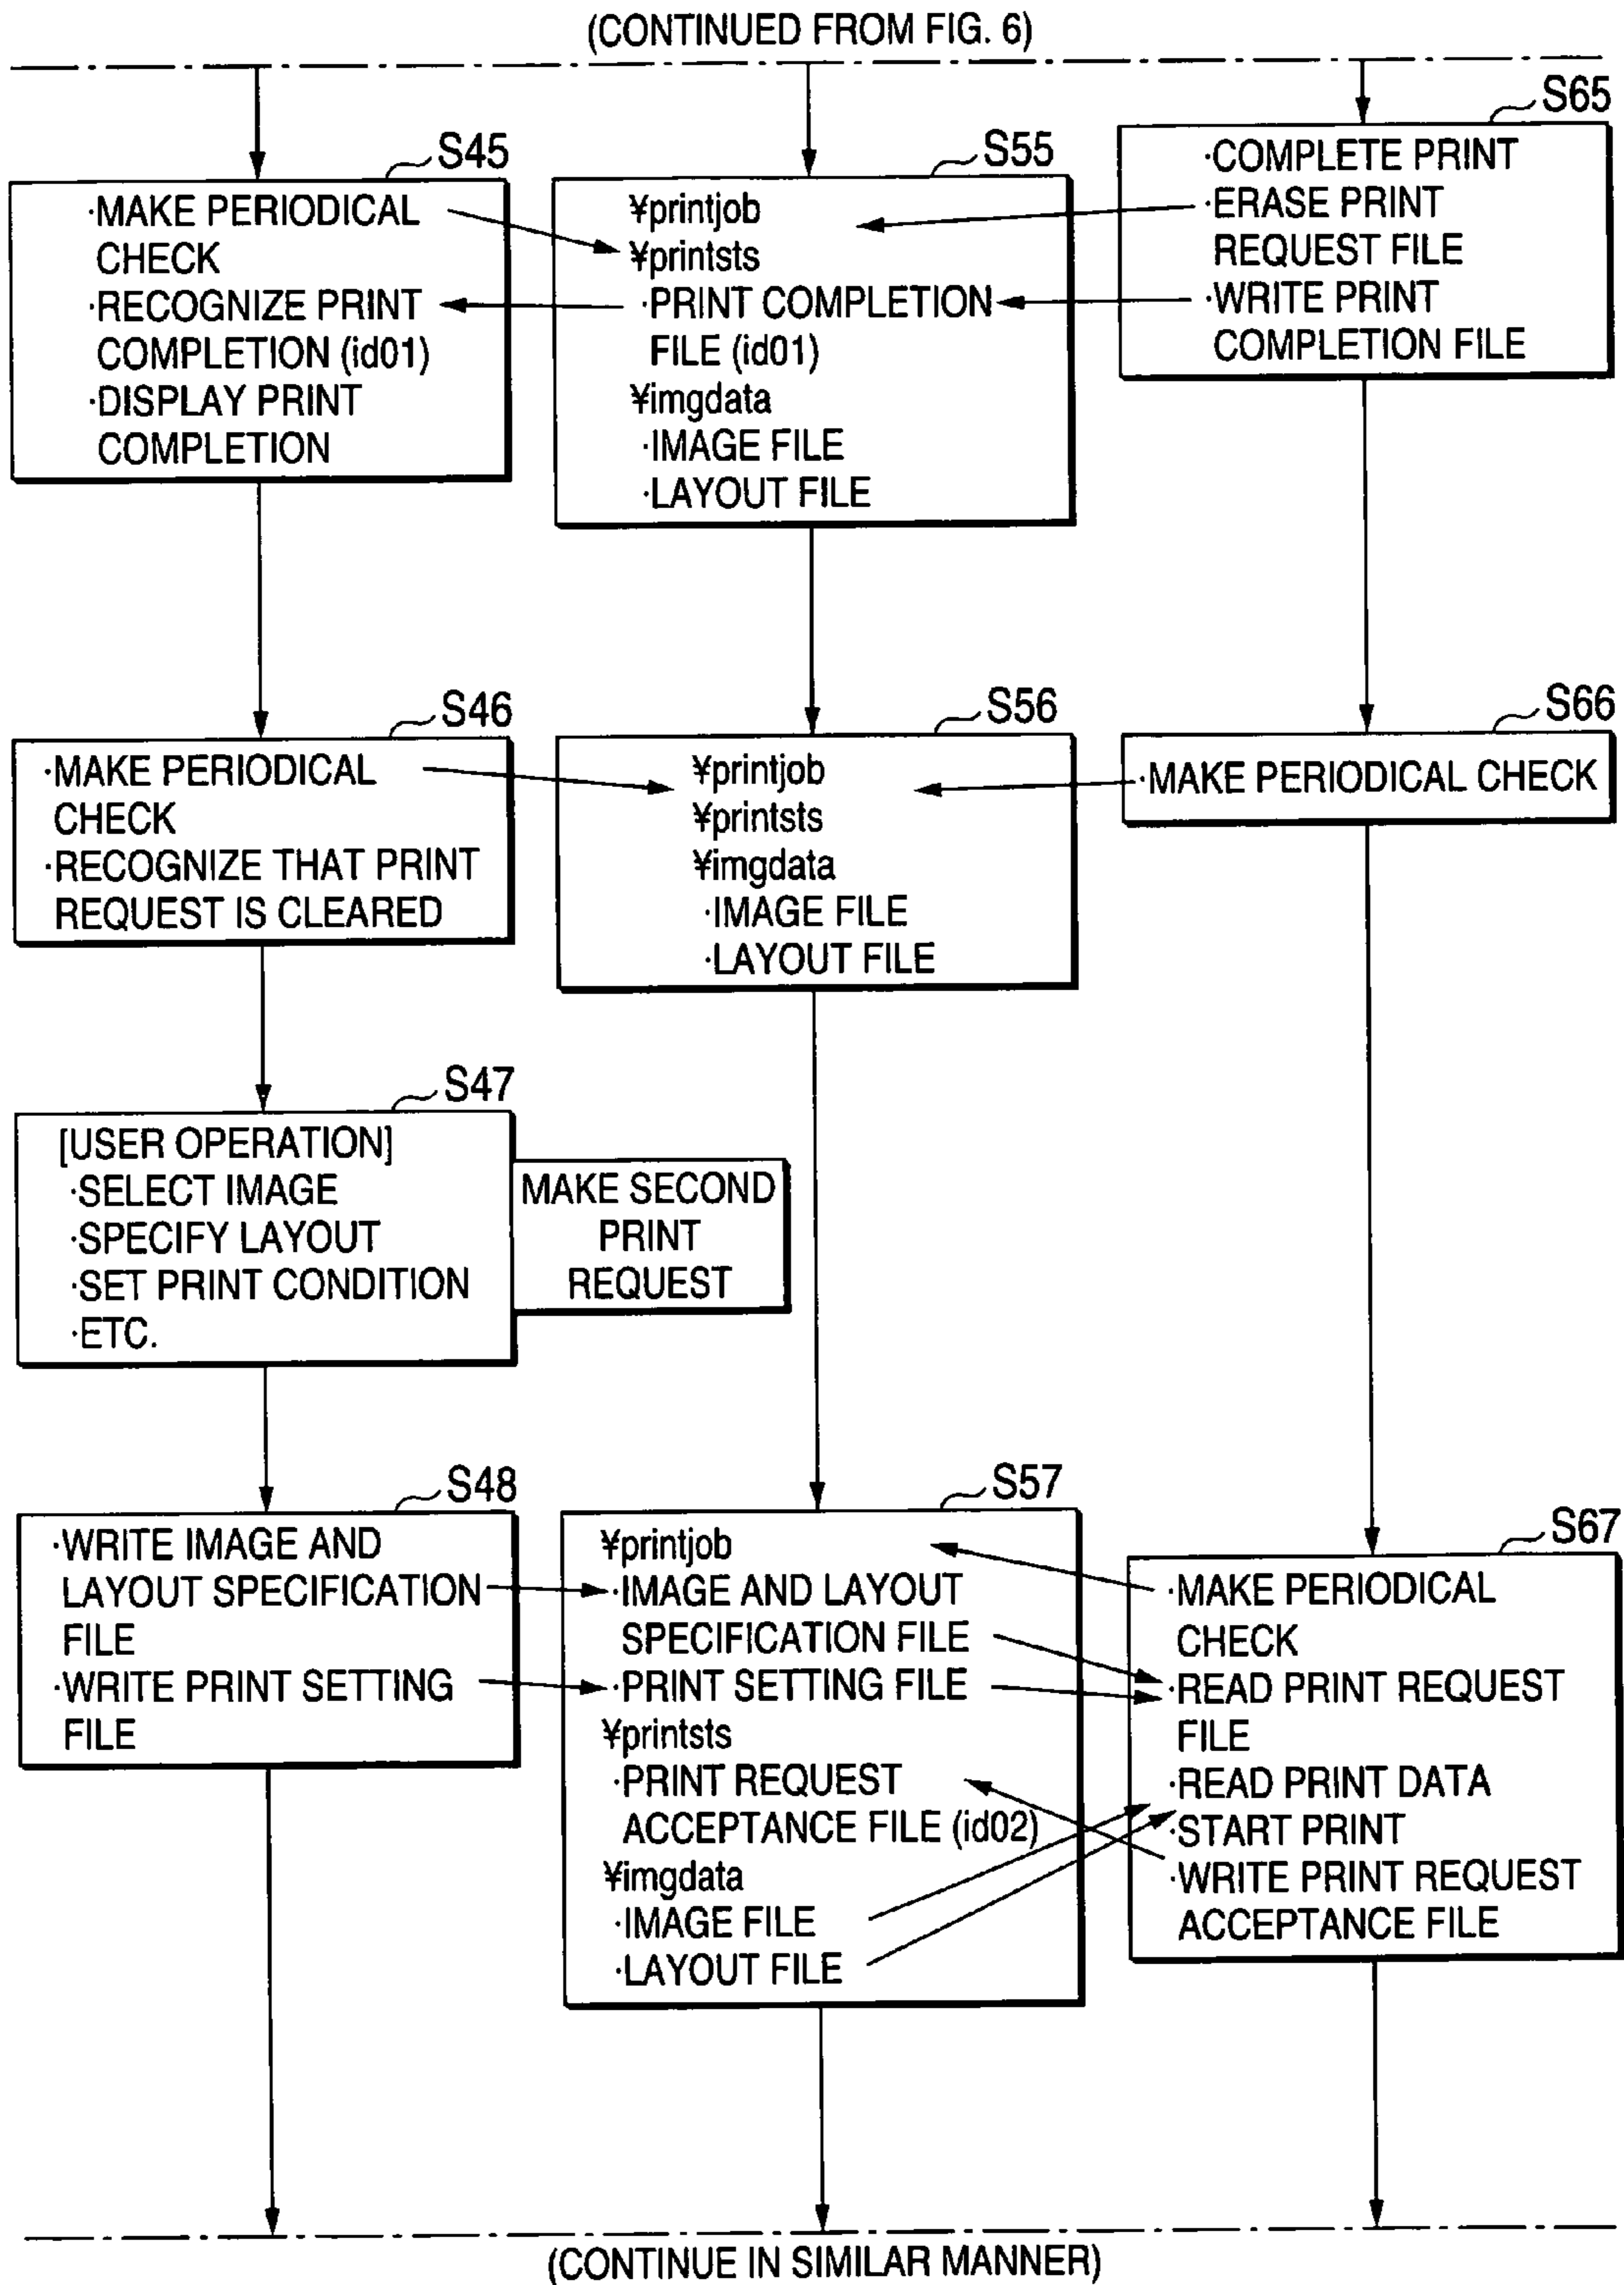 (CONTINUED FROM FIG. 6)
S45
·MAKE PERIODICAL
CHECK
·RECOGNIZE PRINT
COMPLETION (id01)
·DISPLAY PRINT
COMPLETION
S55
¥printjob
¥printsts
·PRINT COMPLETION
FILE (id01)
¥imgdata
·IMAGE FILE
·LAYOUT FILE
S65
·COMPLETE PRINT
·ERASE PRINT
REQUEST FILE
·WRITE PRINT
COMPLETION FILE
S46
·MAKE PERIODICAL
CHECK
·RECOGNIZE THAT PRINT
REQUEST IS CLEARED
S56
¥printjob
¥printsts
¥imgdata
·IMAGE FILE
·LAYOUT FILE
S66
·MAKE PERIODICAL CHECK
S47
[USER OPERATION]
·SELECT IMAGE
·SPECIFY LAYOUT
·SET PRINT CONDITION
·ETC.
MAKE SECOND
PRINT
REQUEST
S48
·WRITE IMAGE AND
LAYOUT SPECIFICATION
FILE
·WRITE PRINT SETTING
FILE
S57
¥printjob
·IMAGE AND LAYOUT
SPECIFICATION FILE
·PRINT SETTING FILE
¥printsts
·PRINT REQUEST
ACCEPTANCE FILE (id02)
¥imgdata
·IMAGE FILE
·LAYOUT FILE
S67
·MAKE PERIODICAL
CHECK
·READ PRINT REQUEST
FILE
·READ PRINT DATA
·START PRINT
·WRITE PRINT REQUEST
ACCEPTANCE FILE
(CONTINUE IN SIMILAR MANNER)